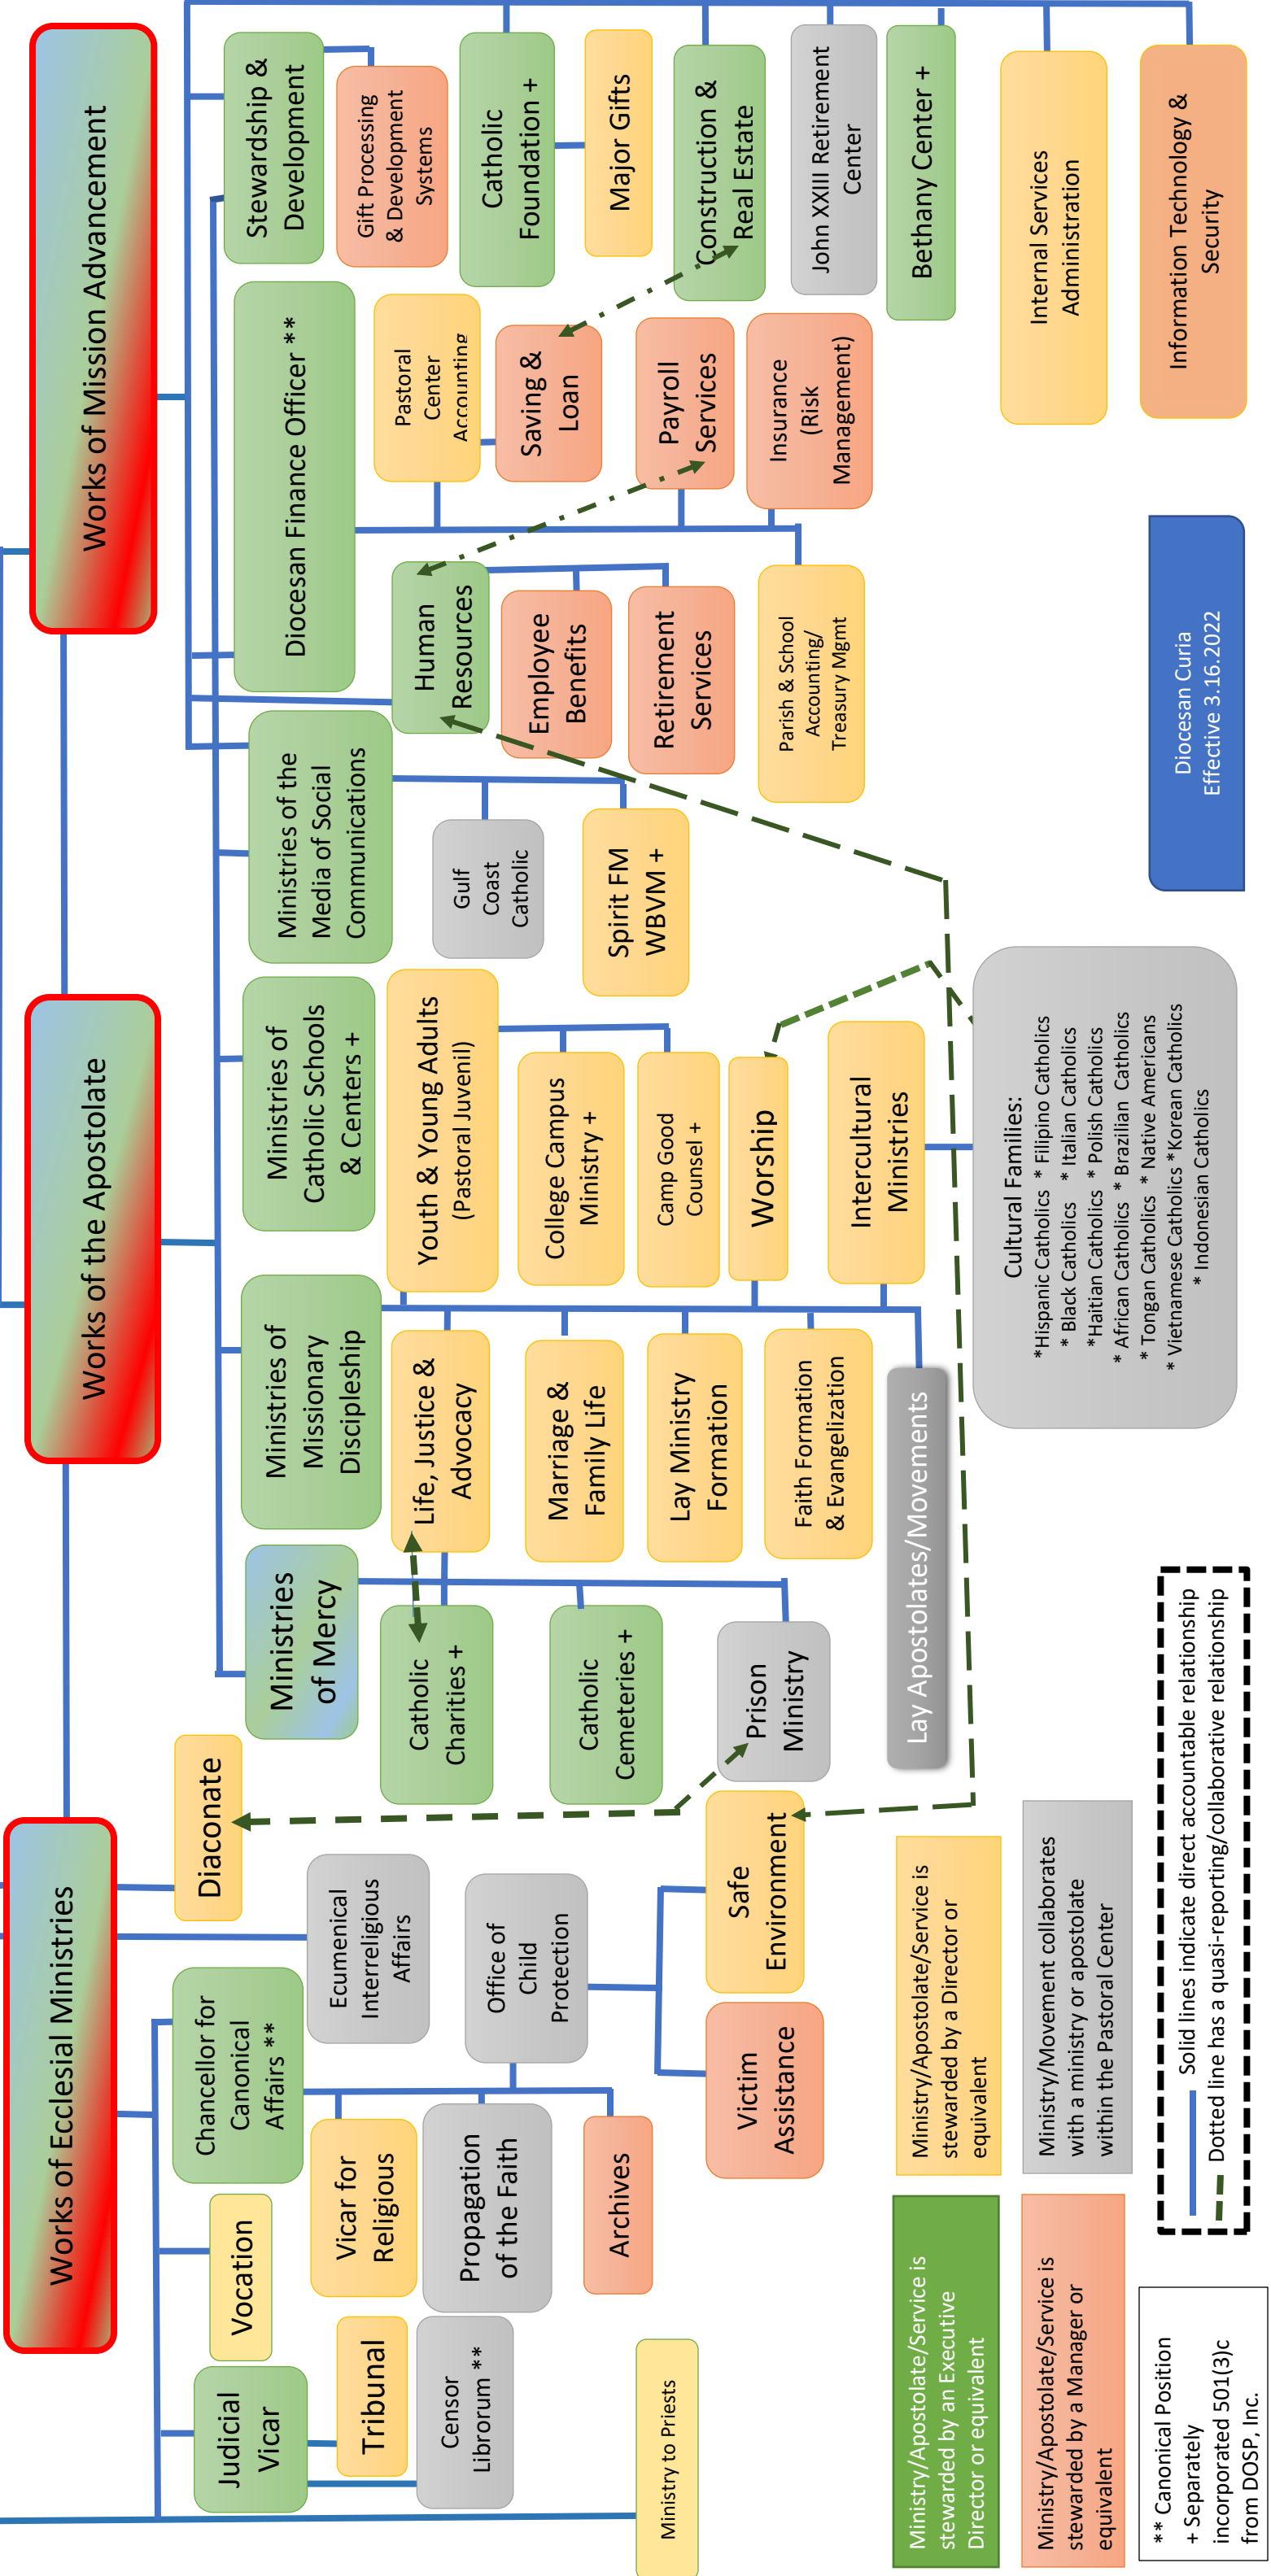 Works of Ecclesial Ministries
Works of the Apostolate
Works of Mission Advancement
Judicial
Vicar
Tribunal
Censor
Librorum **
Ministry to Priests
Vocation
Chancellor for
Canonical
Affairs **
Vicar for
Religious
Propagation
of the Faith
Archives
Diaconate
Ecumenical
Interreligious
Affairs
Office of
Child
Protection
Victim
Assistance
Safe
Environment
Ministries
of Mercy
Catholic
Charities +
Catholic
Cemeteries +
Prison
Ministry
Ministries of
Missionary
Discipleship
Life, Justice &
Advocacy
Marriage &
Family Life
Lay Ministry
Formation
Faith Formation
& Evangelization
Lay Apostolates/Movements
Youth & Young Adults
(Pastoral Juvenil)
College Campus
Ministry +
Camp Good
Counsel +
Worship
Intercultural
Ministries
Cultural Families:
*Hispanic Catholics * Filipino Catholics
* Black Catholics * Italian Catholics
*Haitian Catholics * Polish Catholics
* African Catholics * Brazilian Catholics
* Tongan Catholics * Native Americans
* Vietnamese Catholics *Korean Catholics
* Indonesian Catholics
Ministries of
Catholic Schools
& Centers +
Ministries of the
Media of Social
Communications
Gulf
Coast
Catholic
Spirit FM
WBVM +
Human
Resources
Employee
Benefits
Retirement
Services
Diocesan Finance Officer **
Pastoral
Center
Accounting
Saving &
Loan
Payroll
Services
Insurance
(Risk
Management)
Parish & School
Accounting/
Treasury Mgmt
Stewardship &
Development
Gift Processing
& Development
Systems
Catholic
Foundation +
Major Gifts
Construction &
Real Estate
John XXIII Retirement
Center
Bethany Center +
Internal Services
Administration
Information Technology &
Security
Ministry/Apostolate/Service is
stewarded by an Executive
Director or equivalent
Ministry/Apostolate/Service is
stewarded by a Director or
equivalent
Ministry/Apostolate/Service is
stewarded by a Manager or
equivalent
Ministry/Movement collaborates
with a ministry or apostolate
within the Pastoral Center
** Canonical Position
+ Separately
incorporated 501(3)c
from DOSP, Inc.
Solid lines indicate direct accountable relationship
Dotted line has a quasi-reporting/collaborative relationship
Diocesan Curia
Effective 3.16.2022